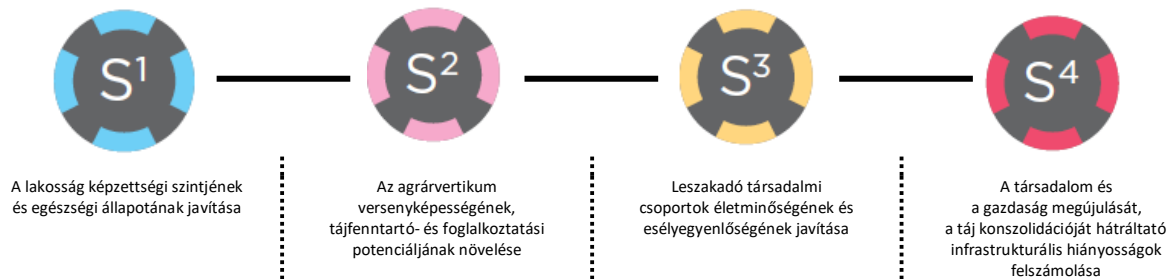 S¹
A lakosság képzettségi szintjének
és egészségi állapotának javítása
S²
Az agrárvertikum
versenyképességének,
tájfenntartó- és foglalkoztatási
potenciáljának növelése
S³
Leszakadó társadalmi
csoportok életminőségének és
esélyegyenlőségének javítása
S⁴
A társadalom és
a gazdaság megújulását,
a táj konszolidációját hátráltató
infrastrukturális hiányosságok
felszámolása